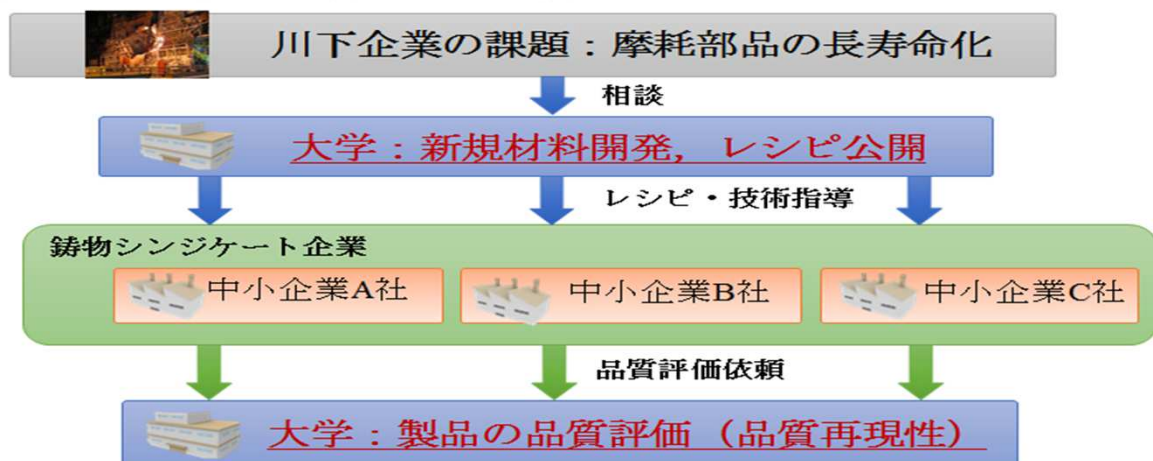 川下企業の課題：摩耗部品の長寿命化
相談
大学：新規材料開発，レシピ公開
レシピ・技術指導
鋳物シンジケート企業
中小企業A社
中小企業B社
中小企業C社
品質評価依頼
大学：製品の品質評価（品質再現性）